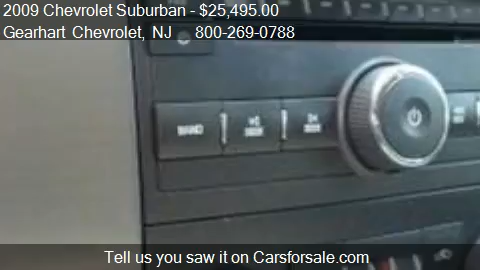 2009 Chevrolet Suburban - $25,495.00
Gearhart Chevrolet, NJ 800-269-0788
BAND
Tell us you saw it on Carsforsale.com